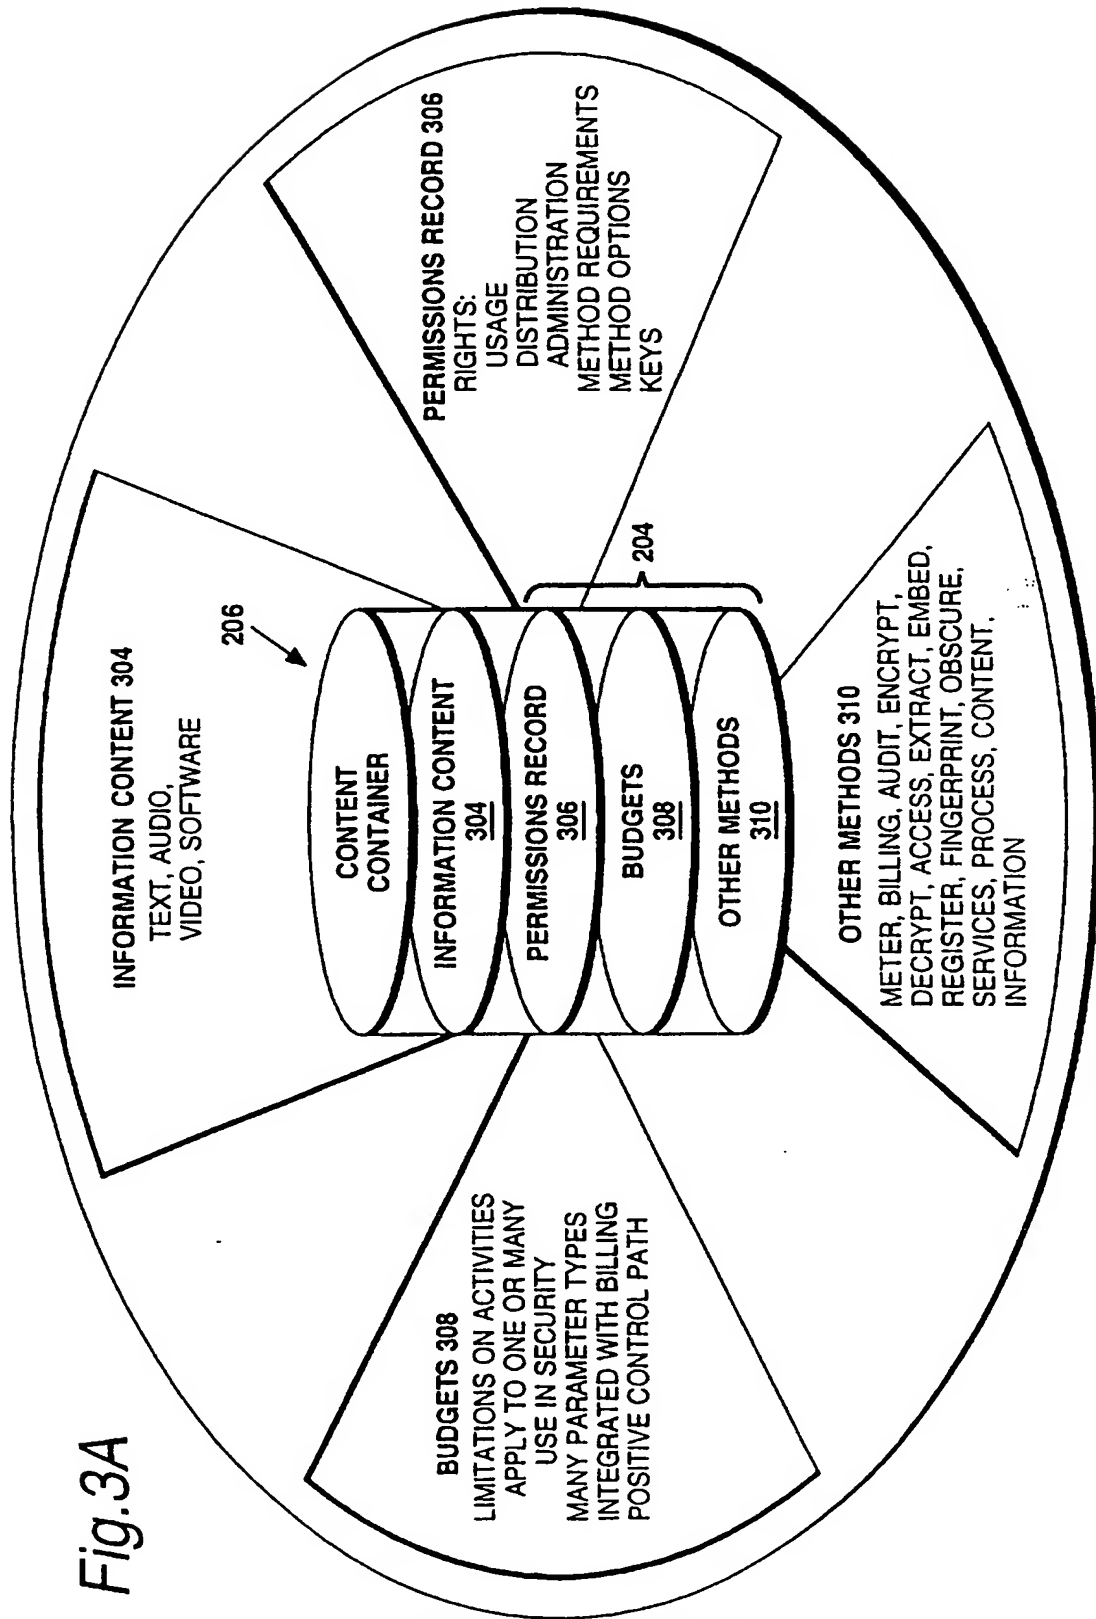 Fig.3A
INFORMATION CONTENT 304
TEXT, AUDIO,
VIDEO, SOFTWARE
206
PERMISSIONS RECORD 306
RIGHTS:
USAGE
DISTRIBUTION
ADMINISTRATION
METHOD REQUIREMENTS
METHOD OPTIONS
KEYS
CONTENT
CONTAINER
INFORMATION CONTENT
304
PERMISSIONS RECORD
306
BUDGETS
308
OTHER METHODS
310
204
BUDGETS 308
LIMITATIONS ON ACTIVITIES
APPLY TO ONE OR MANY
USE IN SECURITY
MANY PARAMETER TYPES
INTEGRATED WITH BILLING
POSITIVE CONTROL PATH
OTHER METHODS 310
METER, BILLING, AUDIT, ENCRYPT,
DECRYPT, ACCESS, EXTRACT, EMBED,
REGISTER, FINGERPRINT, OBSCURE,
SERVICES, PROCESS, CONTENT,
INFORMATION